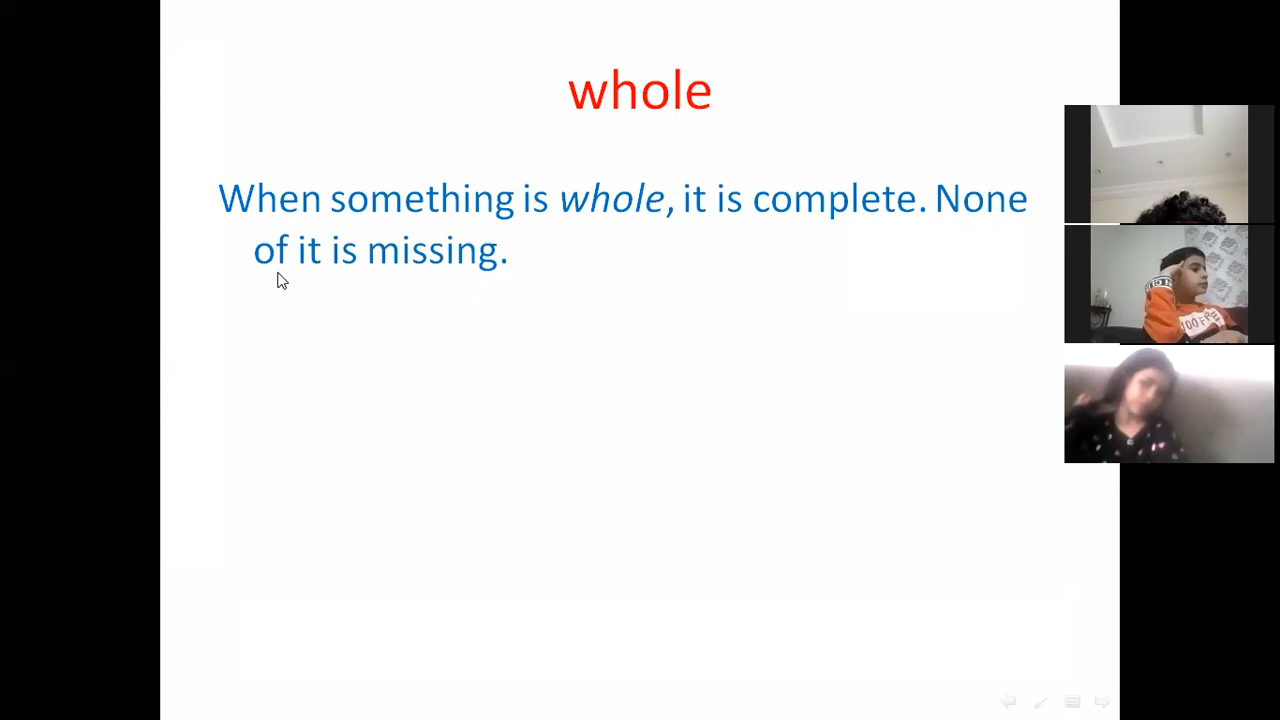 whole
When something is whole, it is complete. None
of it is missing.